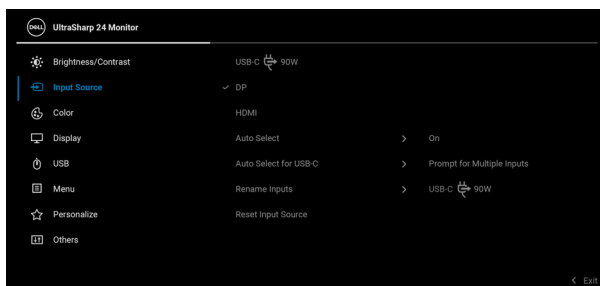 DELL UltraSharp 24 Monitor
Brightness/Contrast USB-C 90W
Input Source DP
Color HDMI
Display Auto Select On
USB Auto Select for USB-C Prompt for Multiple Inputs
Menu Rename Inputs USB-C 90W
Personalize Reset Input Source
Others
Exit